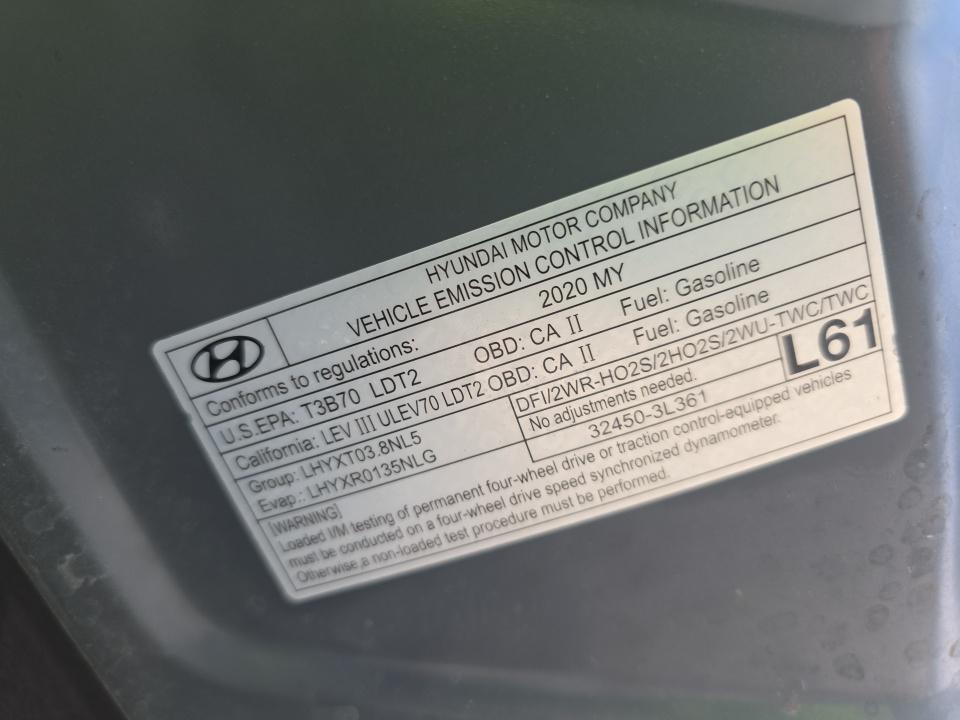 HYUNDAI MOTOR COMPANY
VEHICLE EMISSION CONTROL INFORMATION
Conforms to regulations: 2020 MY
U.S.EPA: T3B70 LDT2 OBD: CA II Fuel: Gasoline
California: LEV III ULEV70 LDT2 OBD: CA II Fuel: Gasoline
Group: LHYXT03.8NL5
Evap.: LHYXR0135NLG
DFI/2WR-HO2S/2HO2S/2WU-TWC/TWC
No adjustments needed.
32450-3L361
L61
[WARNING]
Loaded I/M testing of permanent four-wheel drive or traction control-equipped vehicles
must be conducted on a four-wheel drive speed synchronized dynamometer.
Otherwise,a non-loaded test procedure must be performed.